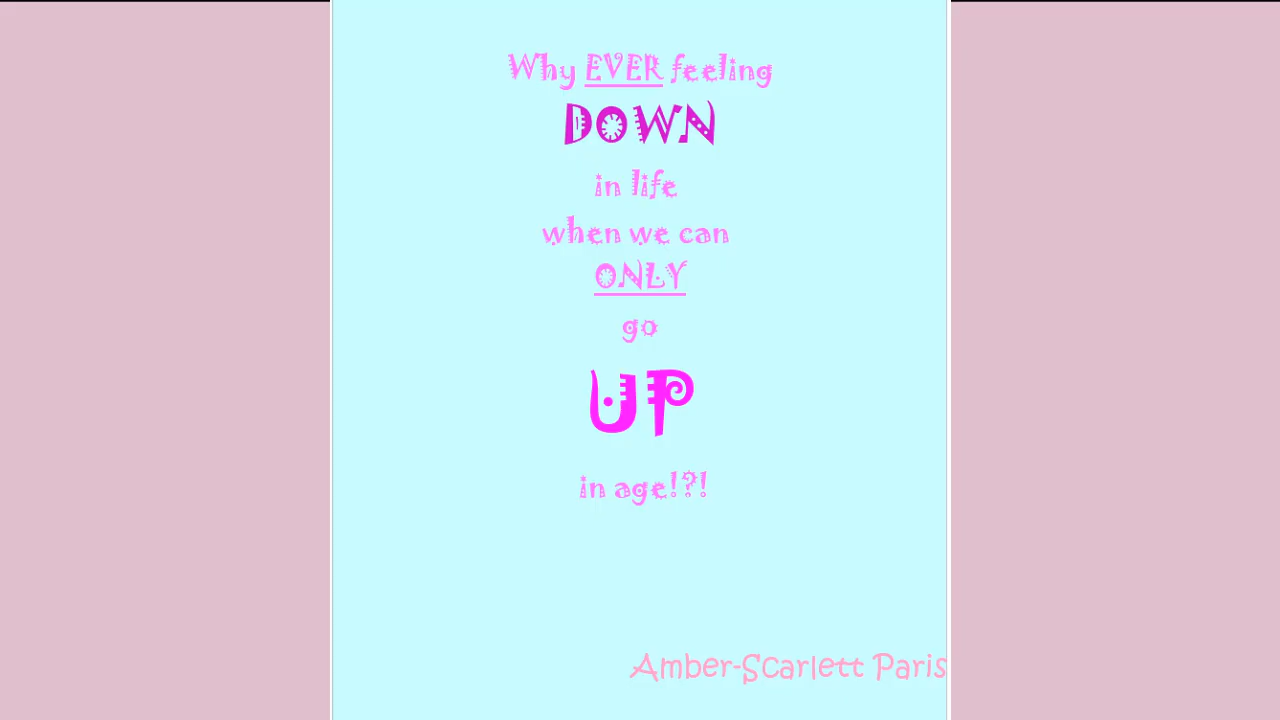 Why EVER feeling
DOWN
in life
when we can
ONLY
go
UP
in age!?!
Amber-Scarlett Paris